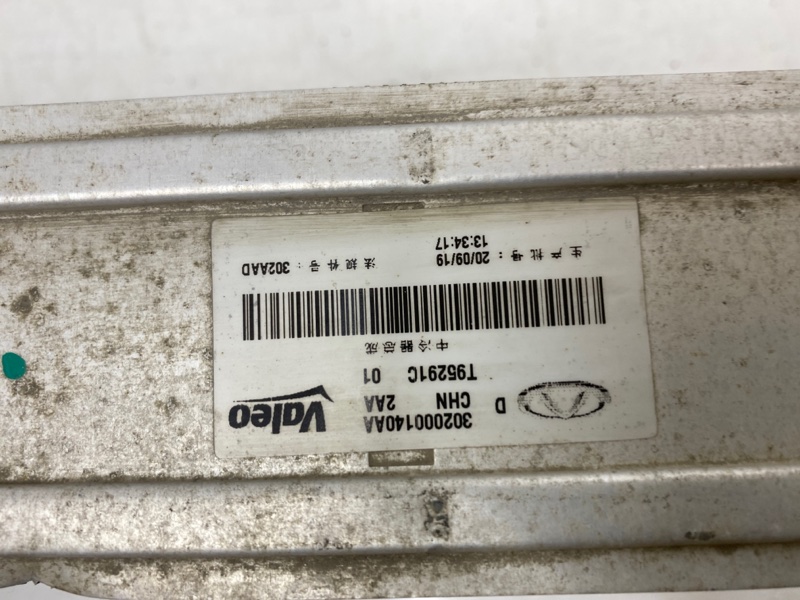 302000140AA
D CHN 2AA
T95291C 01
Valeo
中冷器总成
生产批号: 20/09/19
13:34:17
法规件号: 302AAD